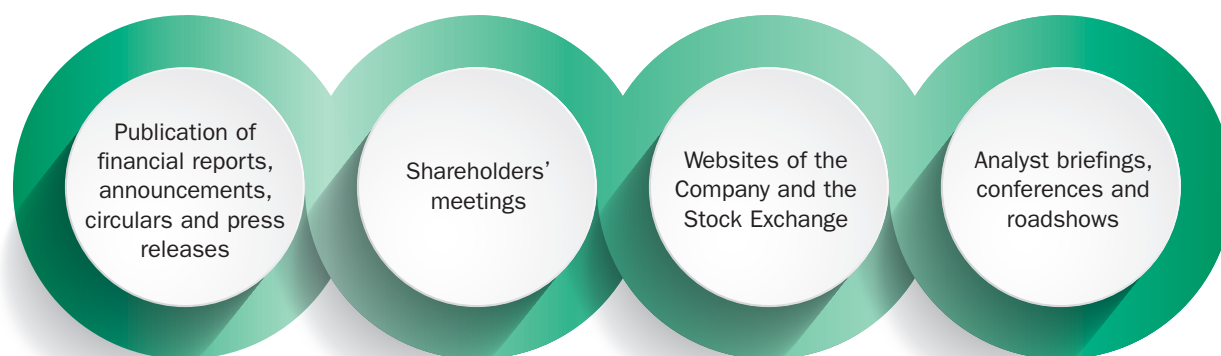 Publication of
financial reports,
announcements,
circulars and press
releases
Shareholders’
meetings
Websites of the
Company and the
Stock Exchange
Analyst briefings,
conferences and
roadshows